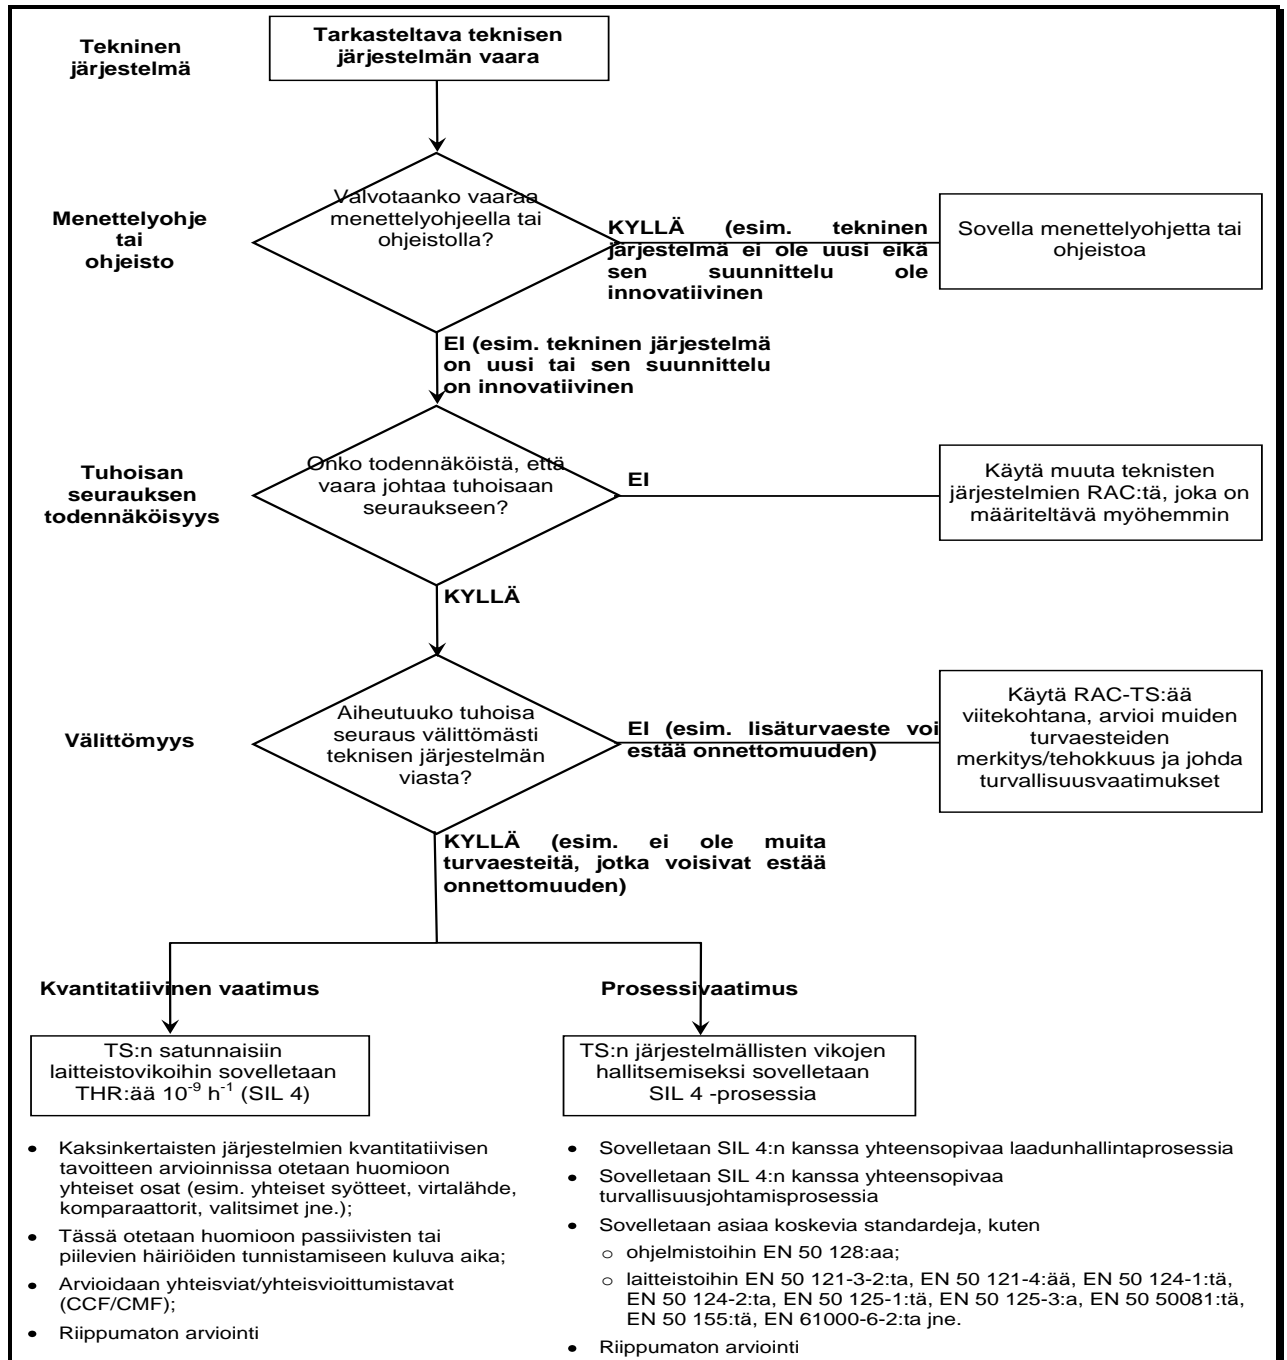 Tekninen
järjestelmä
Tarkasteltava teknisen
järjestelmän vaara
Menettelyohje
tai
ohjeisto
Valvotaanko vaaraa
menettelyohjeella tai
ohjeistolla?
KYLLÄ (esim. tekninen
järjestelmä ei ole uusi eikä
sen suunnittelu ole
innovatiivinen
Sovella menettelyohjetta tai
ohjeistoa
EI (esim. tekninen järjestelmä
on uusi tai sen suunnittelu
on innovatiivinen
Tuhoisan
seurauksen
todennäköisyys
Onko todennäköistä, että
vaara johtaa tuhoisaan
seuraukseen?
EI
Käytä muuta teknisten
järjestelmien RAC:tä, joka on
määriteltävä myöhemmin
KYLLÄ
Välittömyys
Aiheutuuko tuhoisa
seuraus välittömästi
teknisen järjestelmän
viasta?
EI (esim. lisäturvaeste voi
estää onnettomuuden)
Käytä RAC-TS:ää
viitekohtana, arvioi muiden
turvaesteiden
merkitys/tehokkuus ja johda
turvallisuusvaatimukset
KYLLÄ (esim. ei ole muita
turvaesteitä, jotka voisivat estää
onnettomuuden)
Kvantitatiivinen vaatimus
TS:n satunnaisiin
laitteistovikoihin sovelletaan
THR:ää 10⁻⁹ h⁻¹ (SIL 4)
• Kaksinkertaisten järjestelmien kvantitatiivisen
tavoitteen arvioinnissa otetaan huomioon
yhteiset osat (esim. yhteiset syötteet, virtalähde,
komparaattorit, valitsimet jne.);
• Tässä otetaan huomioon passiivisten tai
piilevien häiriöiden tunnistamiseen kuluva aika;
• Arvioidaan yhteisviat/yhteisvioittumistavat
(CCF/CMF);
• Riippumaton arviointi
Prosessivaatimus
TS:n järjestelmällisten vikojen
hallitsemiseksi sovelletaan
SIL 4 -prosessia
• Sovelletaan SIL 4:n kanssa yhteensopivaa laadunhallintaprosessia
• Sovelletaan SIL 4:n kanssa yhteensopivaa
turvallisuusjohtamisprosessia
• Sovelletaan asiaa koskevia standardeja, kuten
○ ohjelmistoihin EN 50 128:aa;
○ laitteistoihin EN 50 121-3-2:ta, EN 50 121-4:ää, EN 50 124-1:tä,
EN 50 124-2:ta, EN 50 125-1:tä, EN 50 125-3:a, EN 50 50081:tä,
EN 50 155:tä, EN 61000-6-2:ta jne.
• Riippumaton arviointi